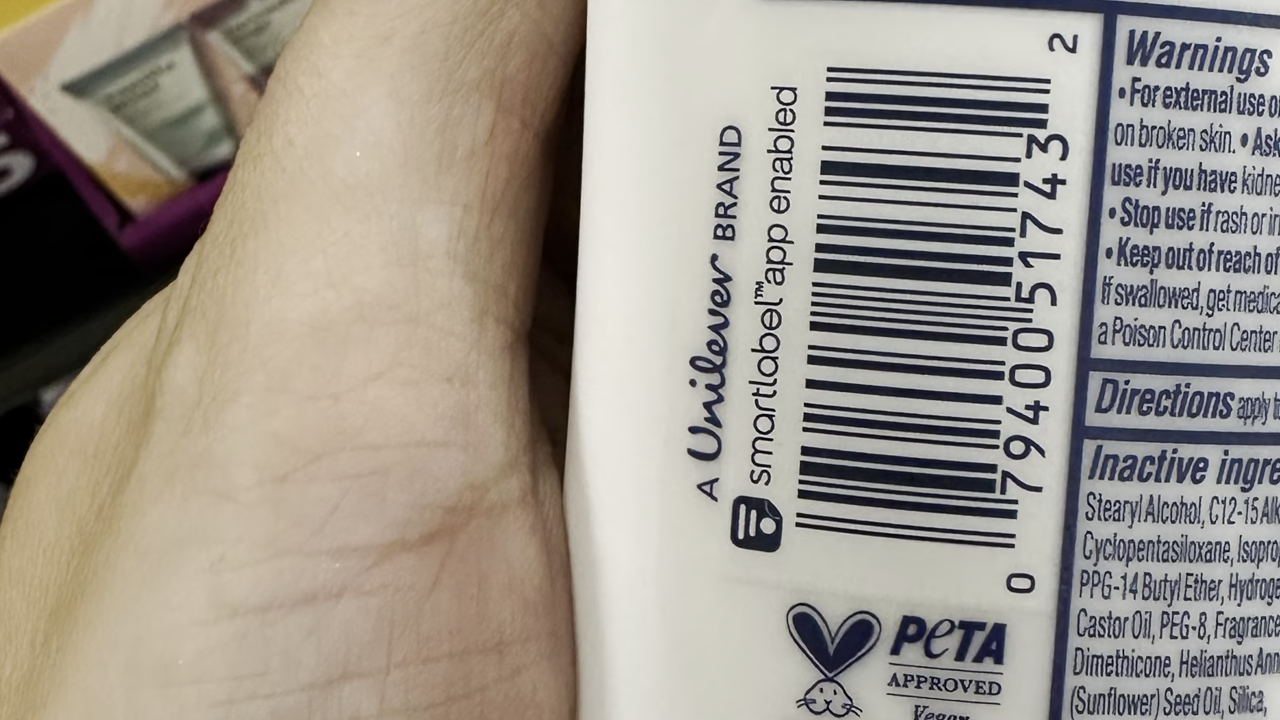 A Unilever BRAND
smartlabel™ app enabled
0 79400 51743 2
PETA
APPROVED
Vegan
Warnings
• For external use
on broken skin. • Ask
use if you have kidne
• Stop use if rash or
• Keep out of reach of
If swallowed, get medica
a Poison Control Center
Directions apply
Inactive ingre
Stearyl Alcohol, C12-15 Alk
Cyclopentasiloxane, Isopro
PPG-14 Butyl Ether, Hydroge
Castor Oil, PEG-8, Fragrance
Dimethicone, Helianthus Ann
(Sunflower) Seed Oil, Silica,